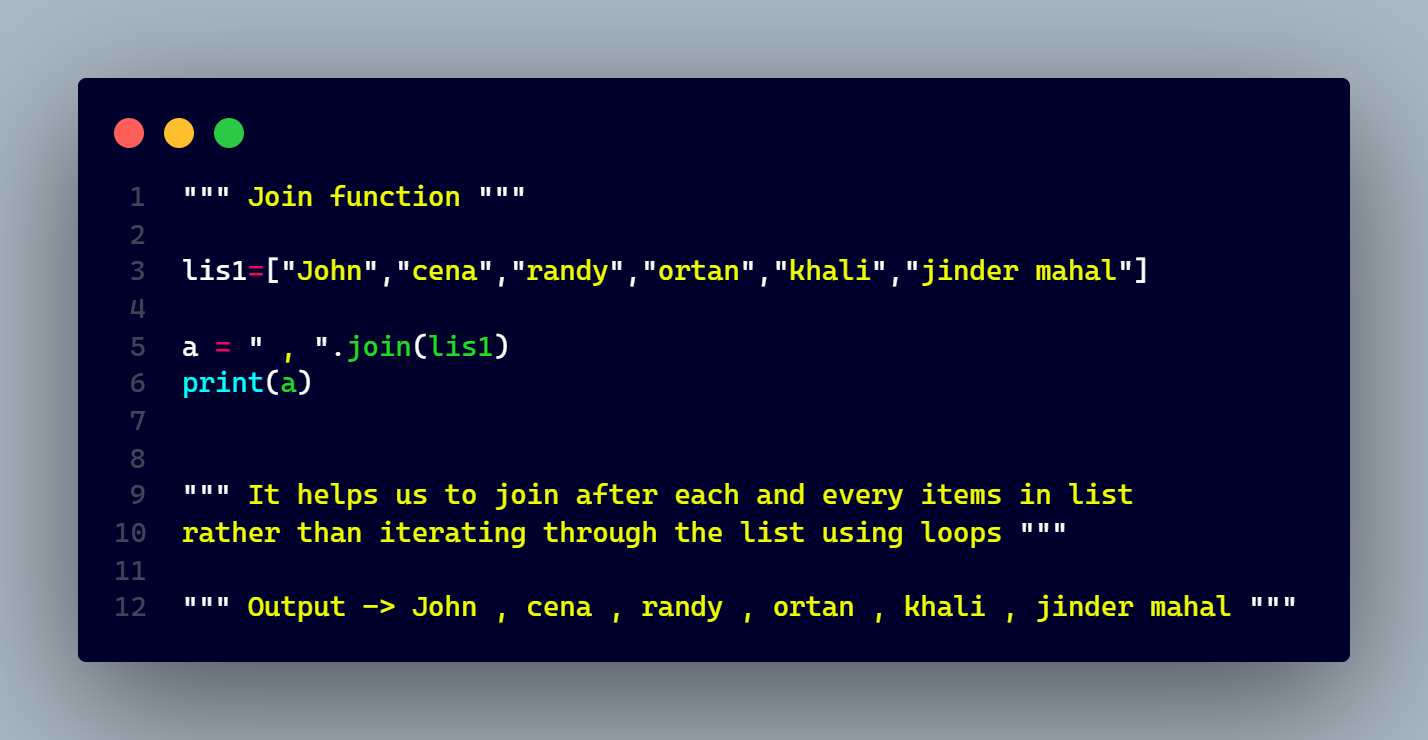 1 """ Join function """
2
3 lis1=["John","cena","randy","ortan","khali","jinder mahal"]
4
5 a = " , ".join(lis1)
6 print(a)
7
8
9 """ It helps us to join after each and every items in list
10 rather than iterating through the list using loops """
11
12 """ Output -> John , cena , randy , ortan , khali , jinder mahal """